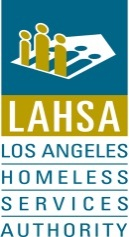 LAHSA
LOS ANGELES
HOMELESS
SERVICES
AUTHORITY